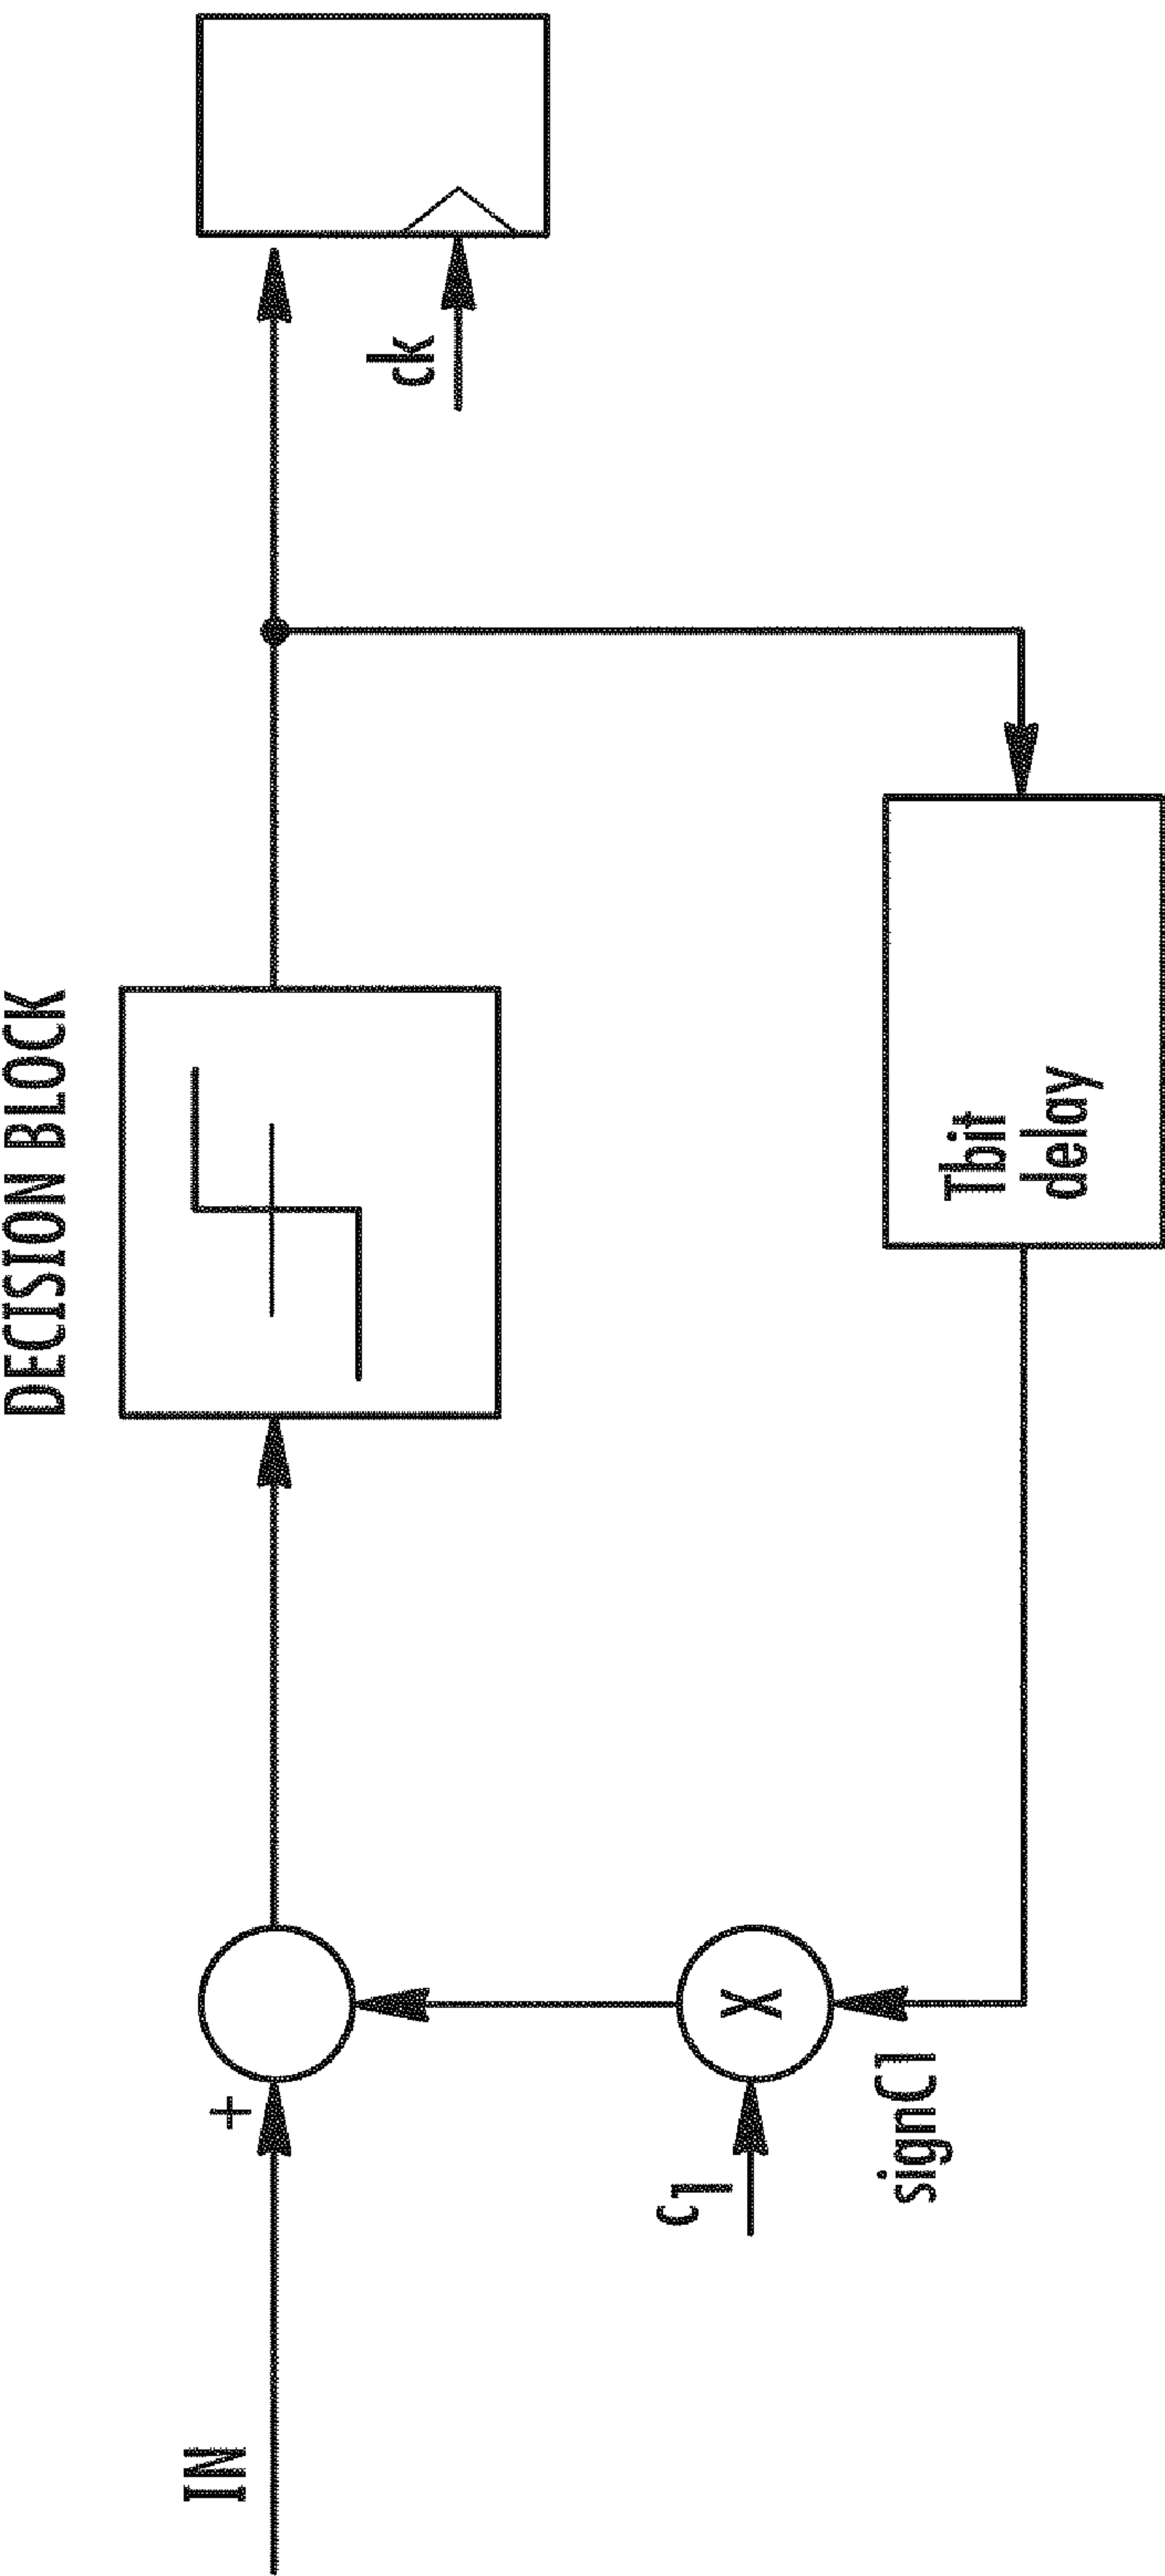 DECISION BLOCK
IN
+
ck
C1
X
signC1
Tbit
delay